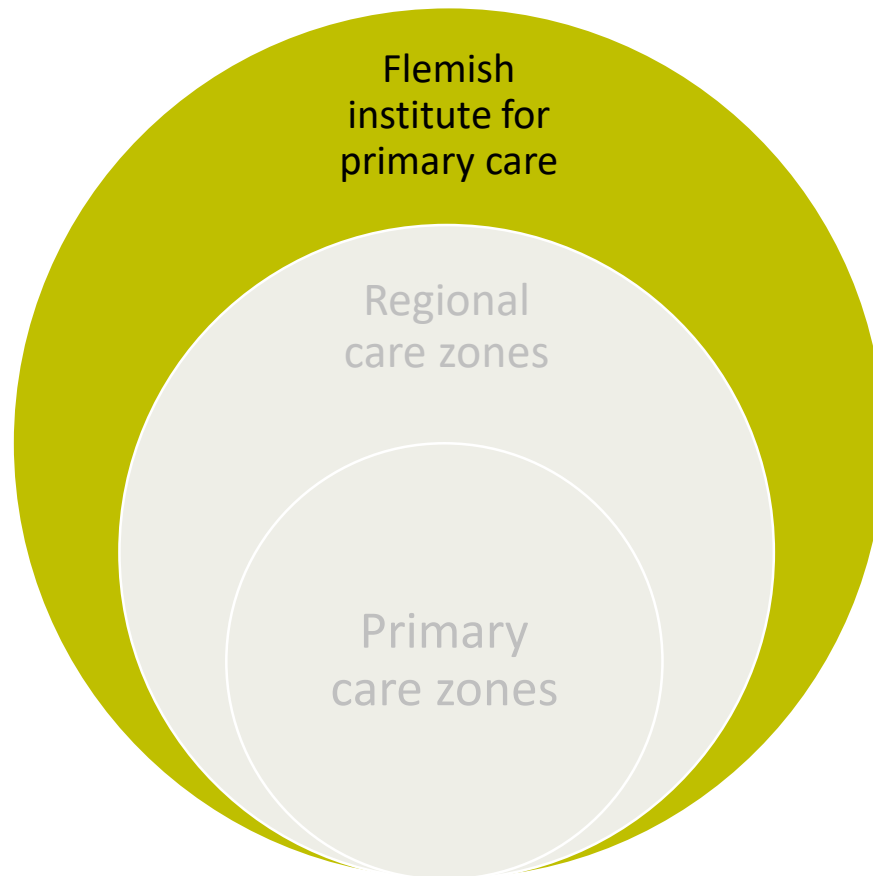 Flemish
institute for
primary care
Regional
care zones
Primary
care zones